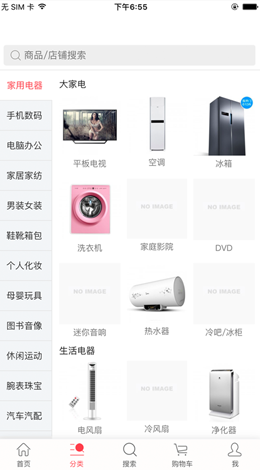 无 SIM 卡 下午6:55
商品/店铺搜索
家用电器
手机数码
电脑办公
家居家纺
男装女装
鞋靴箱包
个人化妆
母婴玩具
图书音像
休闲运动
腕表珠宝
汽车汽配
大家电
平板电视 空调 冰箱
NO IMAGE NO IMAGE
洗衣机 家庭影院 DVD
NO IMAGE NO IMAGE
迷你音响 热水器 冷吧/冰柜
生活电器
NO IMAGE
电风扇 冷风扇 净化器
首页 分类 搜索 购物车 我